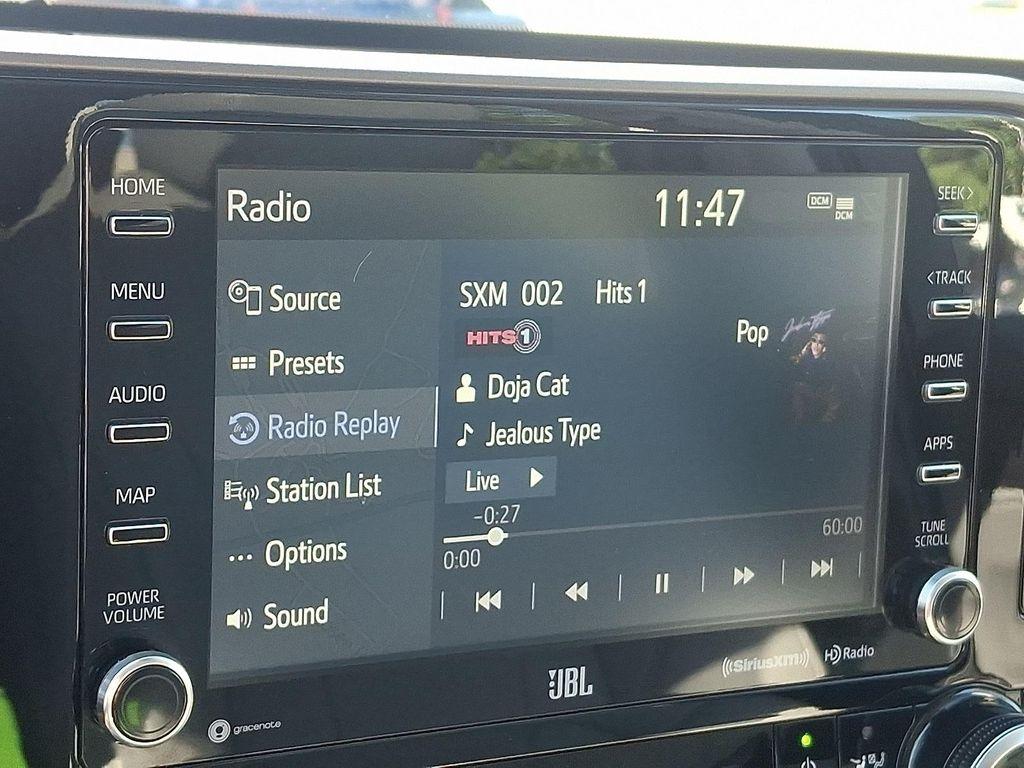 HOME
MENU
AUDIO
MAP
POWER
VOLUME
Radio
11:47
DCM
DCM
Source
Presets
Radio Replay
Station List
Options
Sound
SXM 002 Hits 1
HITS 1
Pop
Doja Cat
Jealous Type
Live
-0:27
0:00
60:00
SEEK>
<TRACK
PHONE
APPS
TUNE
SCROLL
gracenote
JBL
((SiriusXM))
HD Radio